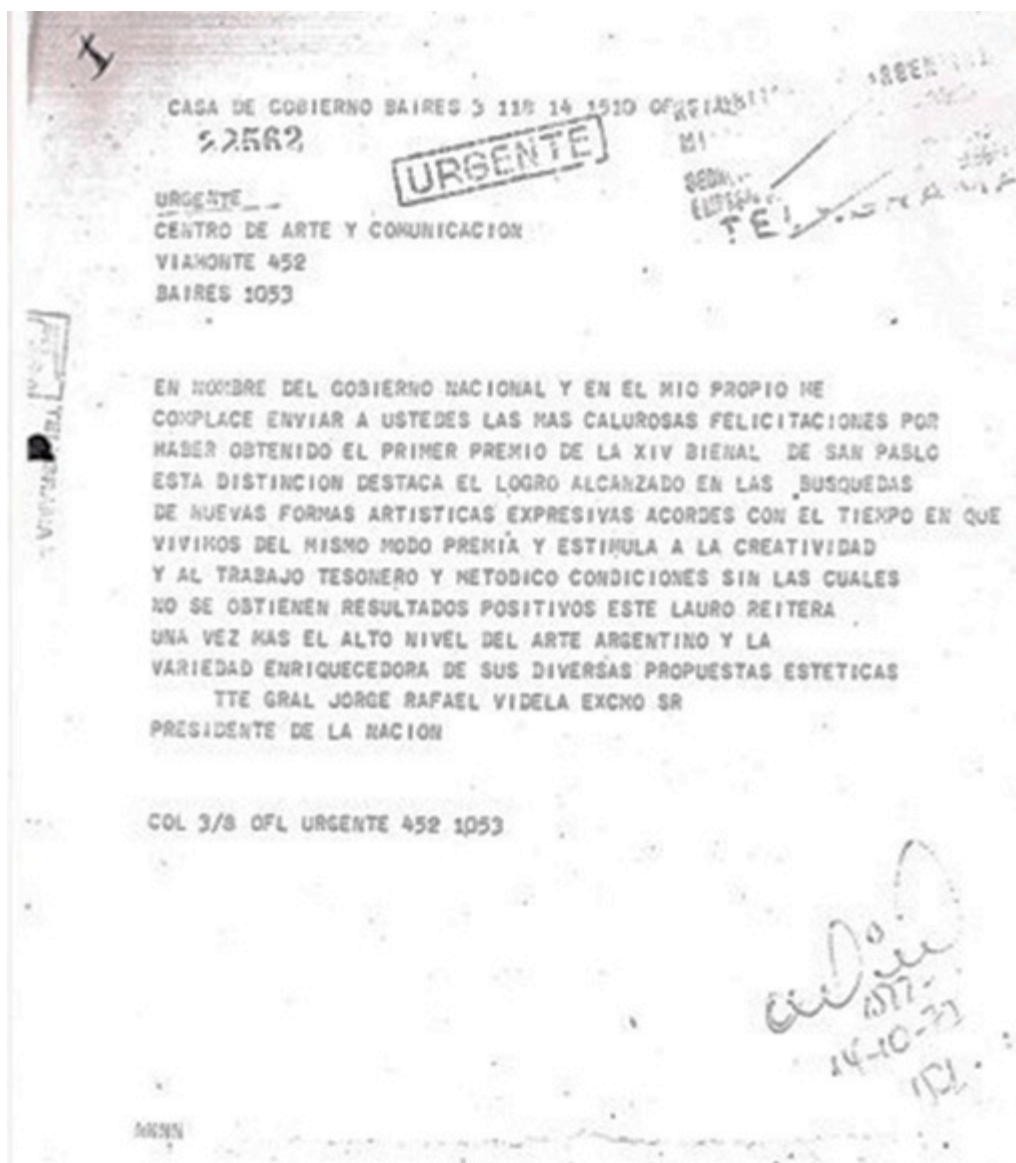 CASA DE GOBIERNO BAIRES 3 118 14 1510
22562
URGENTE
URGENTE
CENTRO DE ARTE Y COMUNICACION
VIAMONTE 452
BAIRES 1053
EN NOMBRE DEL GOBIERNO NACIONAL Y EN EL MIO PROPIO ME
COMPLACE ENVIAR A USTEDES LAS MAS CALUROSAS FELICITACIONES POR
HABER OBTENIDO EL PRIMER PREMIO DE LA XIV BIENAL DE SAN PABLO
ESTA DISTINCION DESTACA EL LOGRO ALCANZADO EN LAS BUSQUEDAS
DE NUEVAS FORMAS ARTISTICAS EXPRESIVAS ACORDES CON EL TIEMPO EN QUE
VIVIMOS DEL MISMO MODO PREMIA Y ESTIMULA A LA CREATIVIDAD
Y AL TRABAJO TESONERO Y METODICO CONDICIONES SIN LAS CUALES
NO SE OBTIENEN RESULTADOS POSITIVOS ESTE LAURO REITERA
UNA VEZ MAS EL ALTO NIVEL DEL ARTE ARGENTINO Y LA
VARIEDAD ENRIQUECEDORA DE SUS DIVERSAS PROPUESTAS ESTETICAS
TTE GRAL JORGE RAFAEL VIDELA EXCMO SR
PRESIDENTE DE LA NACION
COL 3/8 OFL URGENTE 452 1053
NNNN